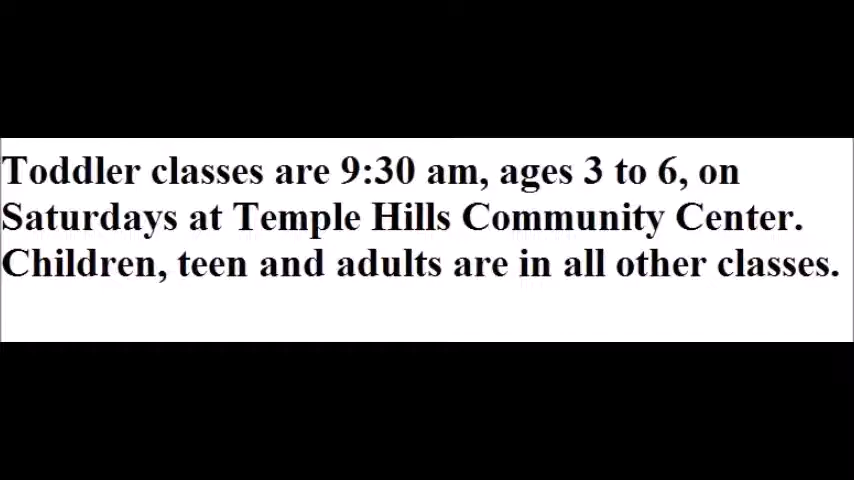 Toddler classes are 9:30 am, ages 3 to 6, on
Saturdays at Temple Hills Community Center.
Children, teen and adults are in all other classes.